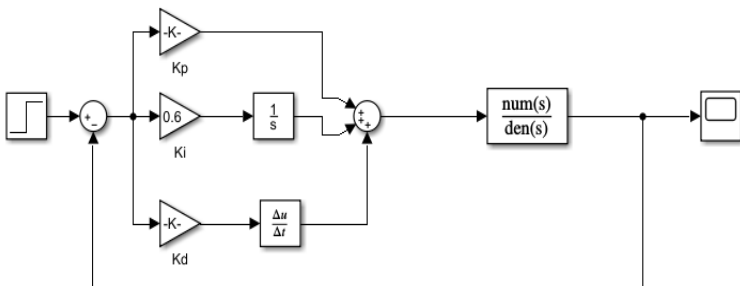 -K-
Kp
+
−
0.6
Ki
1
s
+
+
+
num(s)
den(s)
-K-
Kd
Δu
Δt